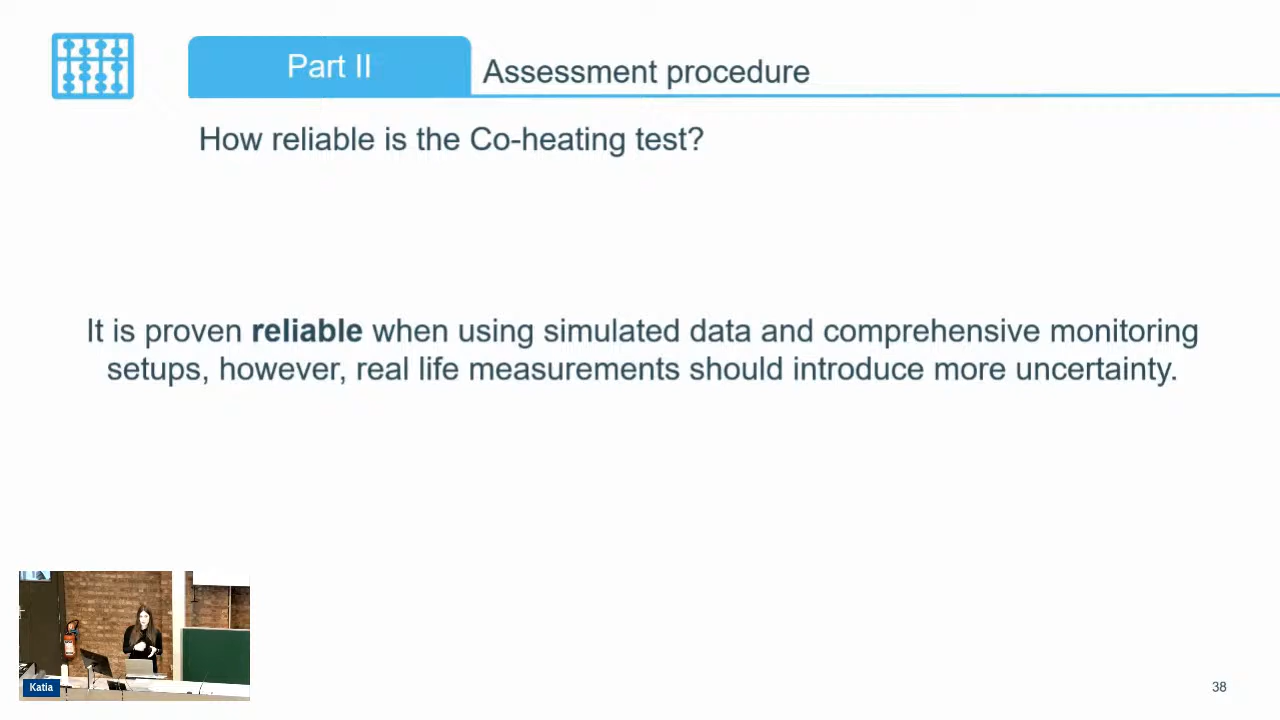 Part II
Assessment procedure
How reliable is the Co-heating test?
It is proven reliable when using simulated data and comprehensive monitoring
setups, however, real life measurements should introduce more uncertainty.
Katia
38